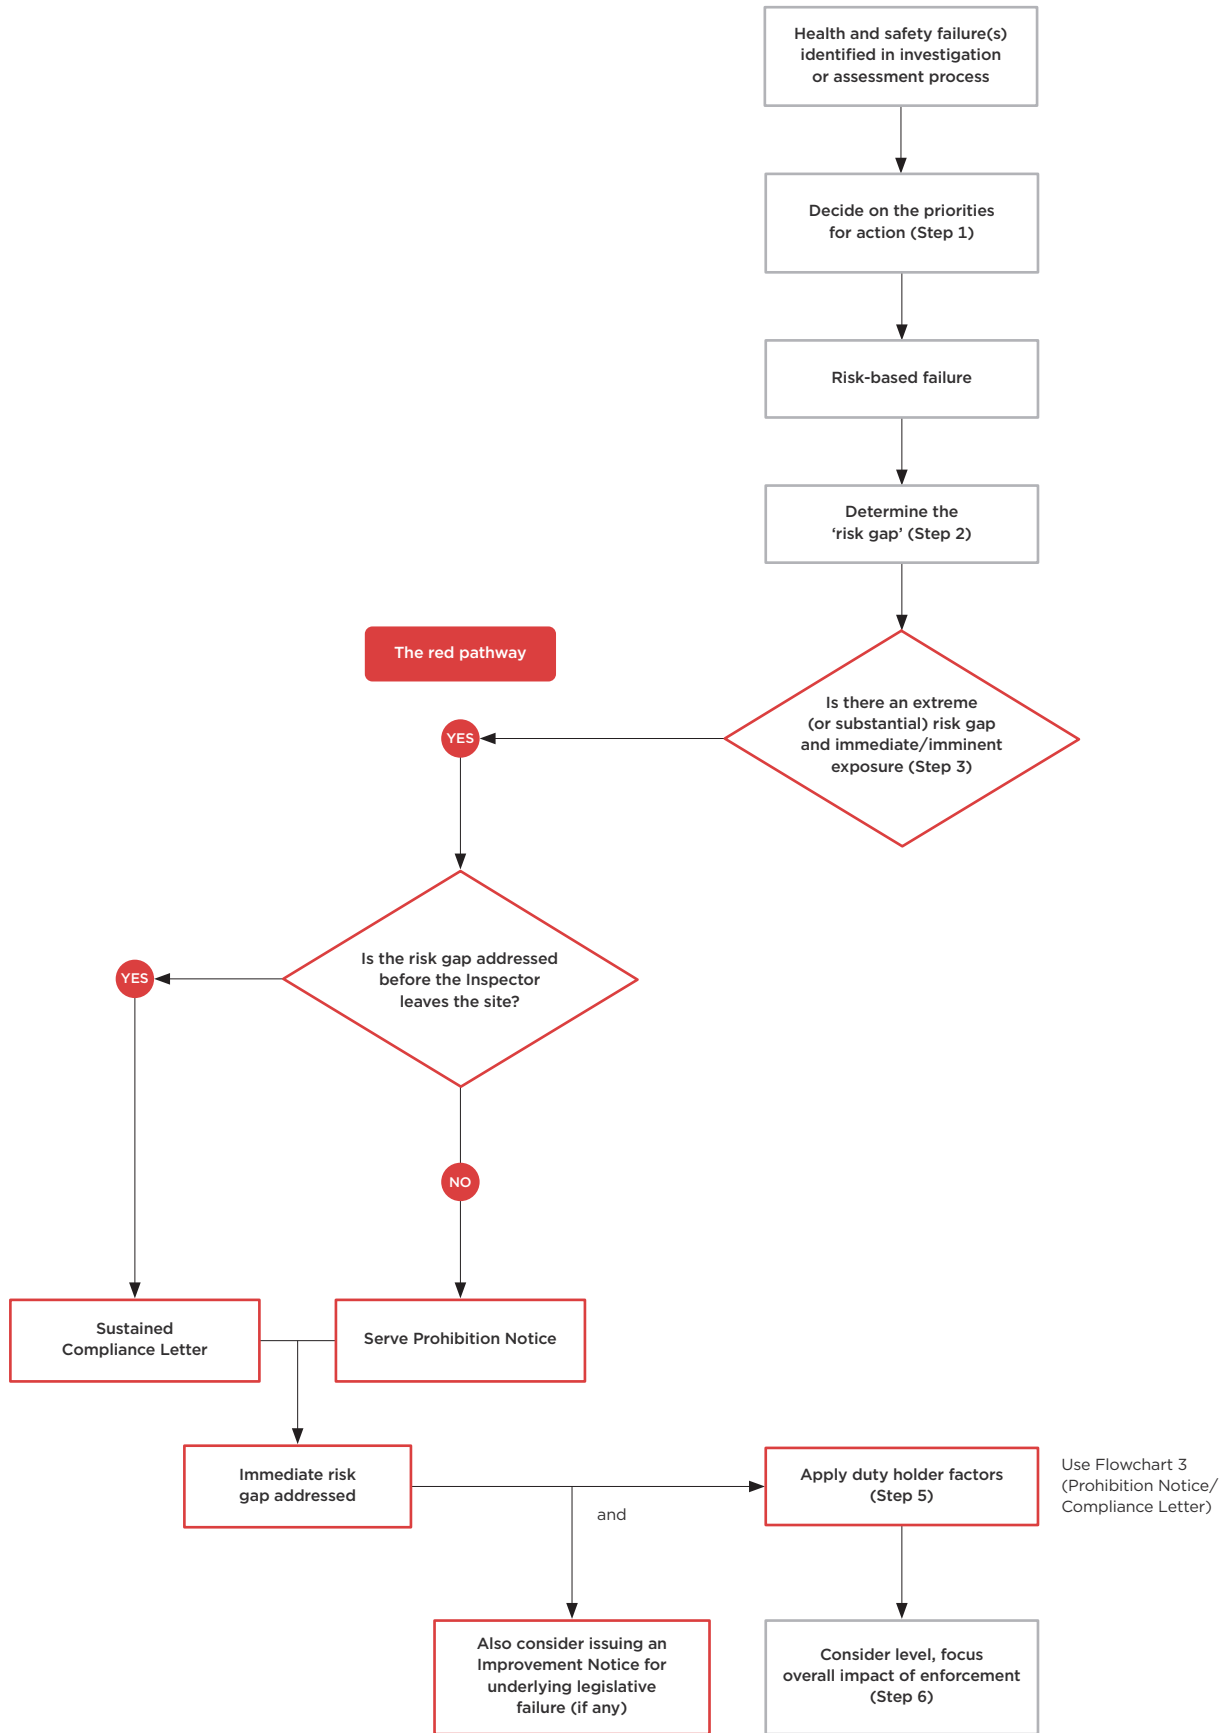 Health and safety failure(s)
identified in investigation
or assessment process
Decide on the priorities
for action (Step 1)
Risk-based failure
Determine the
‘risk gap’ (Step 2)
The red pathway
Is there an extreme
(or substantial) risk gap
and immediate/imminent
exposure (Step 3)
YES
Is the risk gap addressed
before the Inspector
leaves the site?
YES
NO
Sustained
Compliance Letter
Serve Prohibition Notice
Immediate risk
gap addressed
and
Apply duty holder factors
(Step 5)
Use Flowchart 3
(Prohibition Notice/
Compliance Letter)
Also consider issuing an
Improvement Notice for
underlying legislative
failure (if any)
Consider level, focus
overall impact of enforcement
(Step 6)